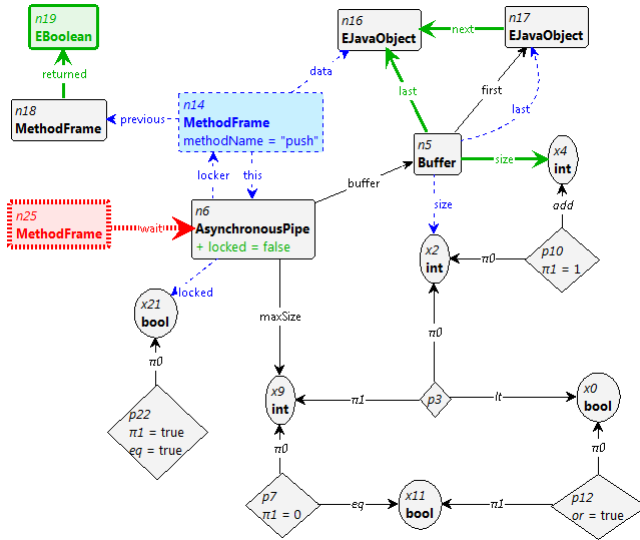 n19
EBoolean
returned
n18
MethodFrame
previous
n14
MethodFrame
methodName = "push"
data
n16
EJavaObject
next
n17
EJavaObject
last
first
last
n5
Buffer
size
x4
int
locker
this
buffer
size
add
n25
MethodFrame
wait
n6
AsynchronousPipe
+ locked = false
x2
int
π0
p10
π1 = 1
locked
x21
bool
maxSize
π0
π0
p22
π1 = true
eq = true
x9
int
π1
p3
lt
x0
bool
π0
π0
p7
π1 = 0
eq
x11
bool
π1
p12
or = true